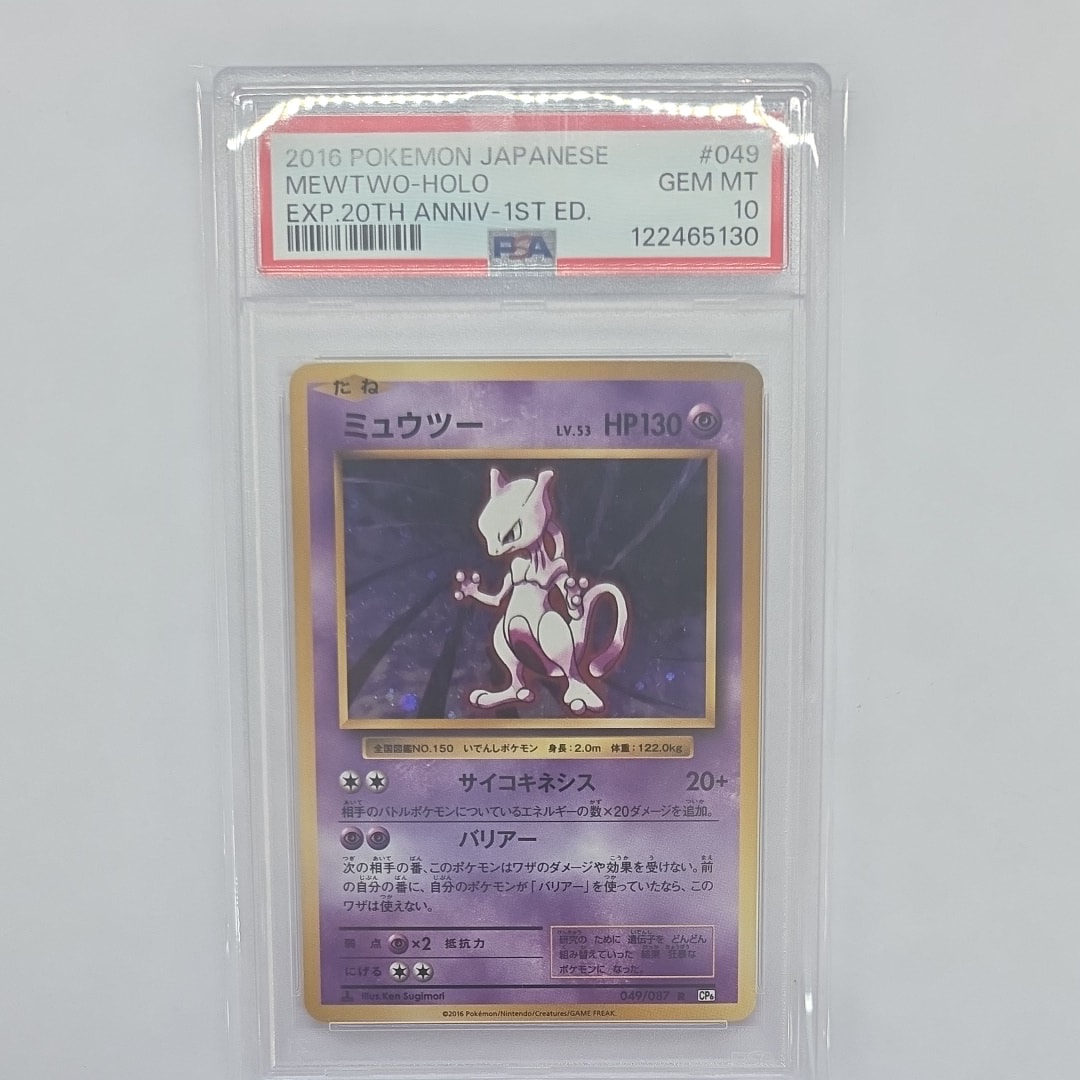 2016 POKEMON JAPANESE #049
MEWTWO-HOLO GEM MT
EXP.20TH ANNIV-1ST ED. 10
PSA 122465130
たね
ミュウツー LV.53 HP130
全国図鑑NO.150 いでんしポケモン 身長:2.0m 体重:122.0kg
サイコキネシス 20+
相手のバトルポケモンについているエネルギーの数×20ダメージを追加。
バリアー
次の相手の番、このポケモンはワザのダメージや効果を受けない。前
の自分の番に、自分のポケモンが「バリアー」を使っていたなら、この
ワザは使えない。
弱点 ×2 抵抗力
にげる
研究の ために 遺伝子を どんどん
組み替えていった 結果 狂暴な
ポケモンに なった。
Illus.Ken Sugimori 049/087 R CP6
©2016 Pokémon/Nintendo/Creatures/GAME FREAK.